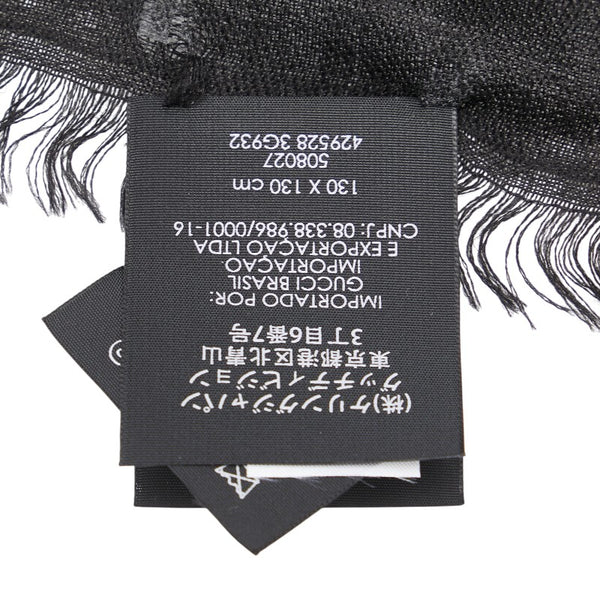 (株)ケリングジャパン
グッチディビジョン
東京都港区北青山
3丁目6番7号
IMPORTADO POR:
GUCCI BRASIL
IMPORTAÇAO
E EXPORTAÇAO LTDA
CNPJ: 08.338.986/0001-16
130 X 130 cm
508027
429528 3G932